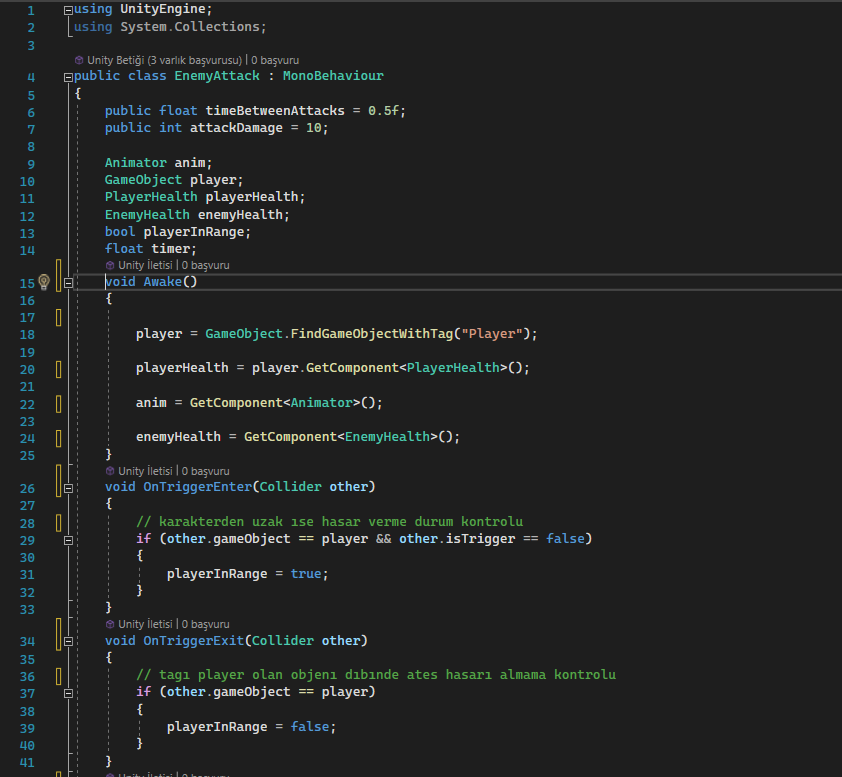 1 using UnityEngine;
2 using System.Collections;
3
Unity Betiği (3 varlık başvurusu) | 0 başvuru
4 public class EnemyAttack : MonoBehaviour
5 {
6 public float timeBetweenAttacks = 0.5f;
7 public int attackDamage = 10;
8
9 Animator anim;
10 GameObject player;
11 PlayerHealth playerHealth;
12 EnemyHealth enemyHealth;
13 bool playerInRange;
14 float timer;
Unity İletisi | 0 başvuru
15 void Awake()
16 {
17
18 player = GameObject.FindGameObjectWithTag("Player");
19
20 playerHealth = player.GetComponent<PlayerHealth>();
21
22 anim = GetComponent<Animator>();
23
24 enemyHealth = GetComponent<EnemyHealth>();
25 }
Unity İletisi | 0 başvuru
26 void OnTriggerEnter(Collider other)
27 {
28 // karakterden uzak ıse hasar verme durum kontrolu
29 if (other.gameObject == player && other.isTrigger == false)
30 {
31 playerInRange = true;
32 }
33 }
Unity İletisi | 0 başvuru
34 void OnTriggerExit(Collider other)
35 {
36 // tagı player olan objenı dıbınde ates hasarı almama kontrolu
37 if (other.gameObject == player)
38 {
39 playerInRange = false;
40 }
41 }
Unity İletisi | 0 başvuru